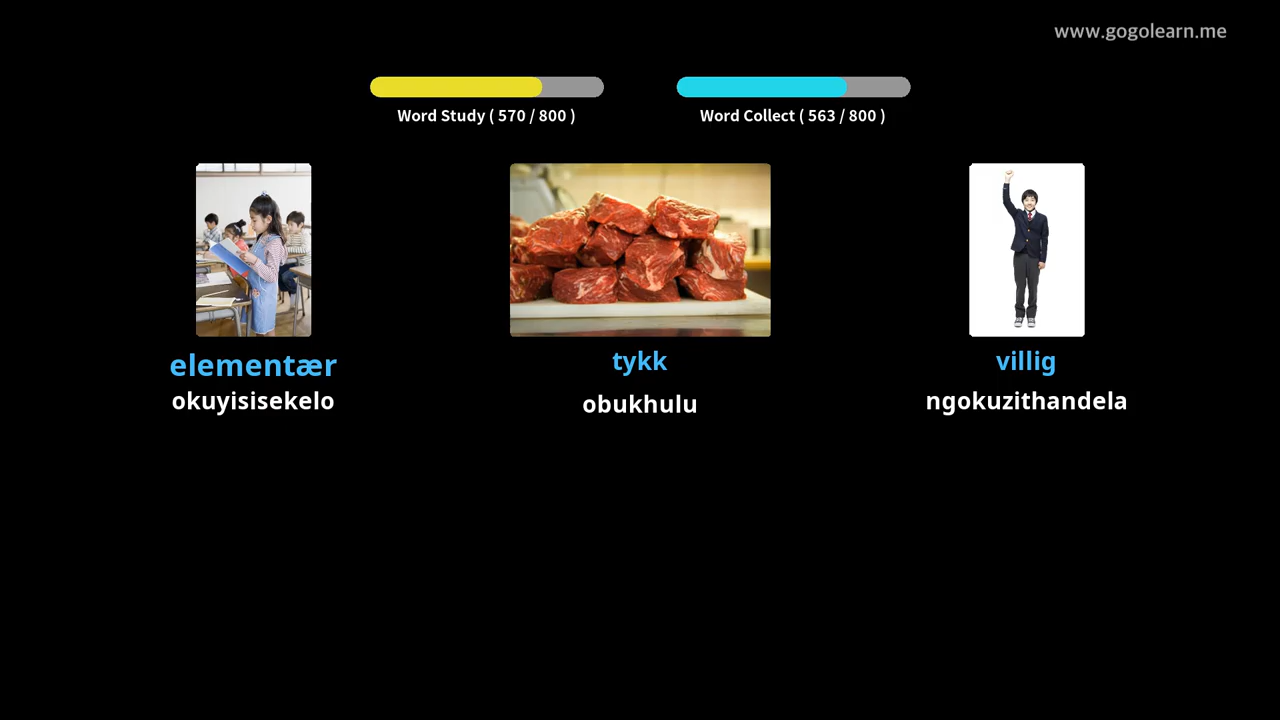 www.gogolearn.me
Word Study ( 570 / 800 )
Word Collect ( 563 / 800 )
elementær
tykk
villig
okuyisisekelo
obukhulu
ngokuzithandela